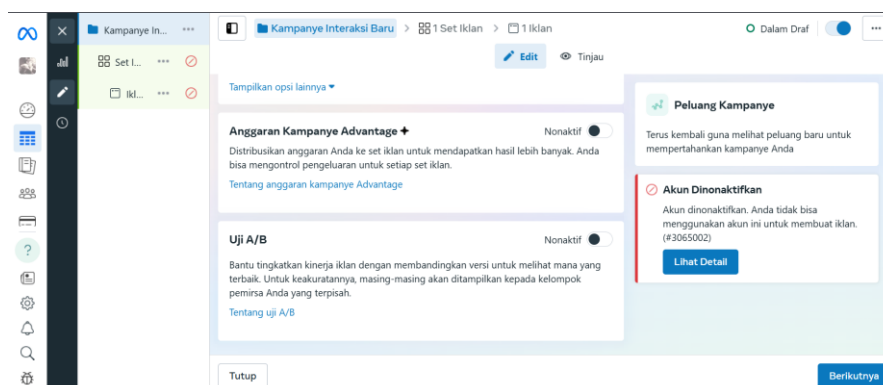 Kampanye In... ...
Kampanye Interaksi Baru > 1 Set Iklan > 1 Iklan
Dalam Draf
...
Edit
Tinjau
Set I... ...
Ikl... ...
Tampilkan opsi lainnya
Anggaran Kampanye Advantage +
Nonaktif
Distribusikan anggaran Anda ke set iklan untuk mendapatkan hasil lebih banyak. Anda
bisa mengontrol pengeluaran untuk setiap set iklan.
Tentang anggaran kampanye Advantage
Uji A/B
Nonaktif
Bantu tingkatkan kinerja iklan dengan membandingkan versi untuk melihat mana yang
terbaik. Untuk keakuratannya, masing-masing akan ditampilkan kepada kelompok
pemirsa Anda yang terpisah.
Tentang uji A/B
Peluang Kampanye
Terus kembali guna melihat peluang baru untuk
mempertahankan kampanye Anda
Akun Dinonaktifkan
Akun dinonaktifkan. Anda tidak bisa
menggunakan akun ini untuk membuat iklan.
(#3065002)
Lihat Detail
Tutup
Berikutnya